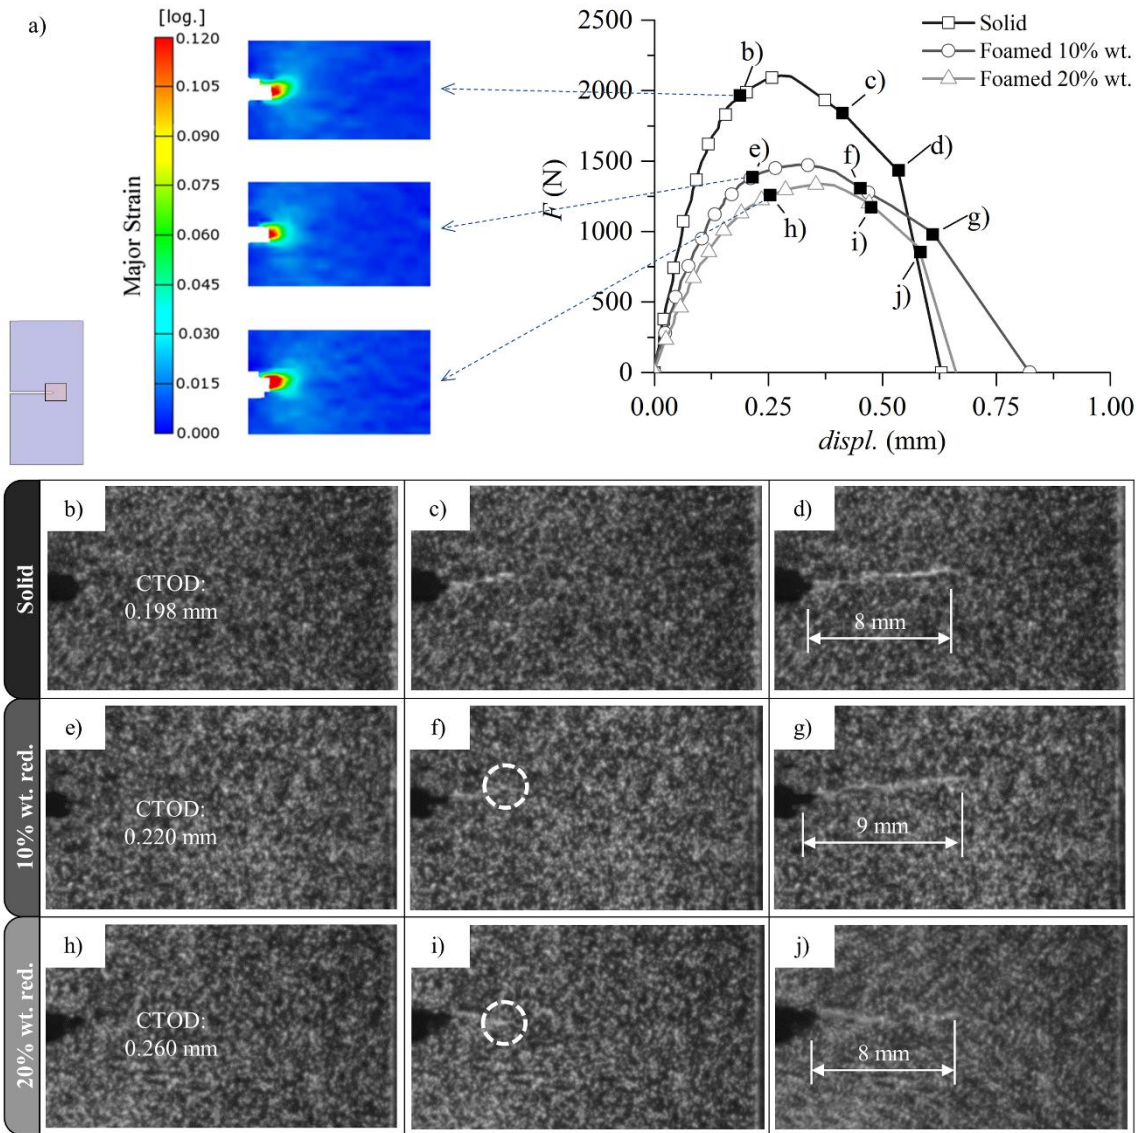 a)
[log.]
0.120
0.105
0.090
0.075
0.060
0.045
0.030
0.015
0.000
Major Strain
2500
2000
1500
1000
500
0
F (N)
0.00
0.25
0.50
0.75
1.00
displ. (mm)
Solid
Foamed 10% wt.
Foamed 20% wt.
b)
c)
d)
e)
f)
g)
h)
i)
j)
Solid
b)
CTOD:
0.198 mm
c)
d)
8 mm
10% wt. red.
e)
CTOD:
0.220 mm
f)
g)
9 mm
20% wt. red.
h)
CTOD:
0.260 mm
i)
j)
8 mm